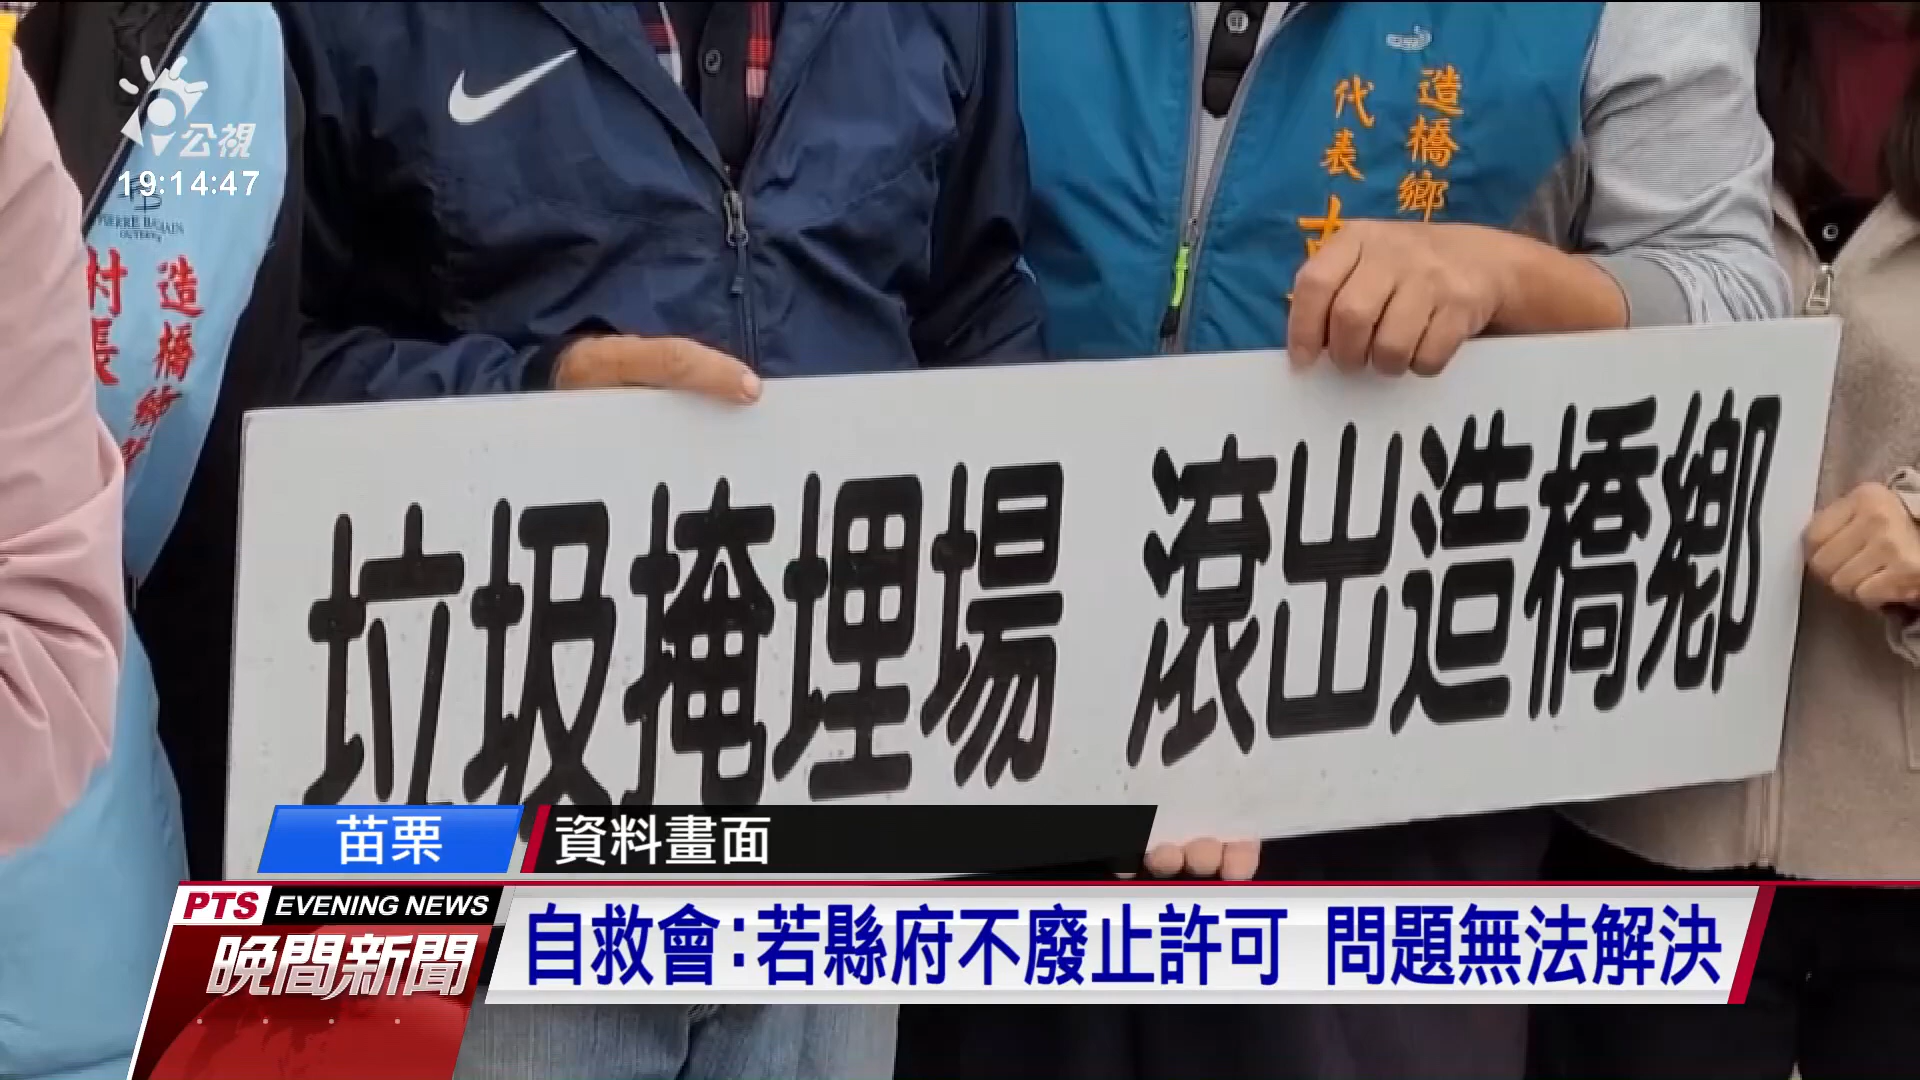 公視
19:14:47
造橋鄉
村長
造橋鄉
代表
垃圾掩埋場 滾出造橋鄉
苗栗
資料畫面
PTS EVENING NEWS
晚間新聞
自救會:若縣府不廢止許可 問題無法解決